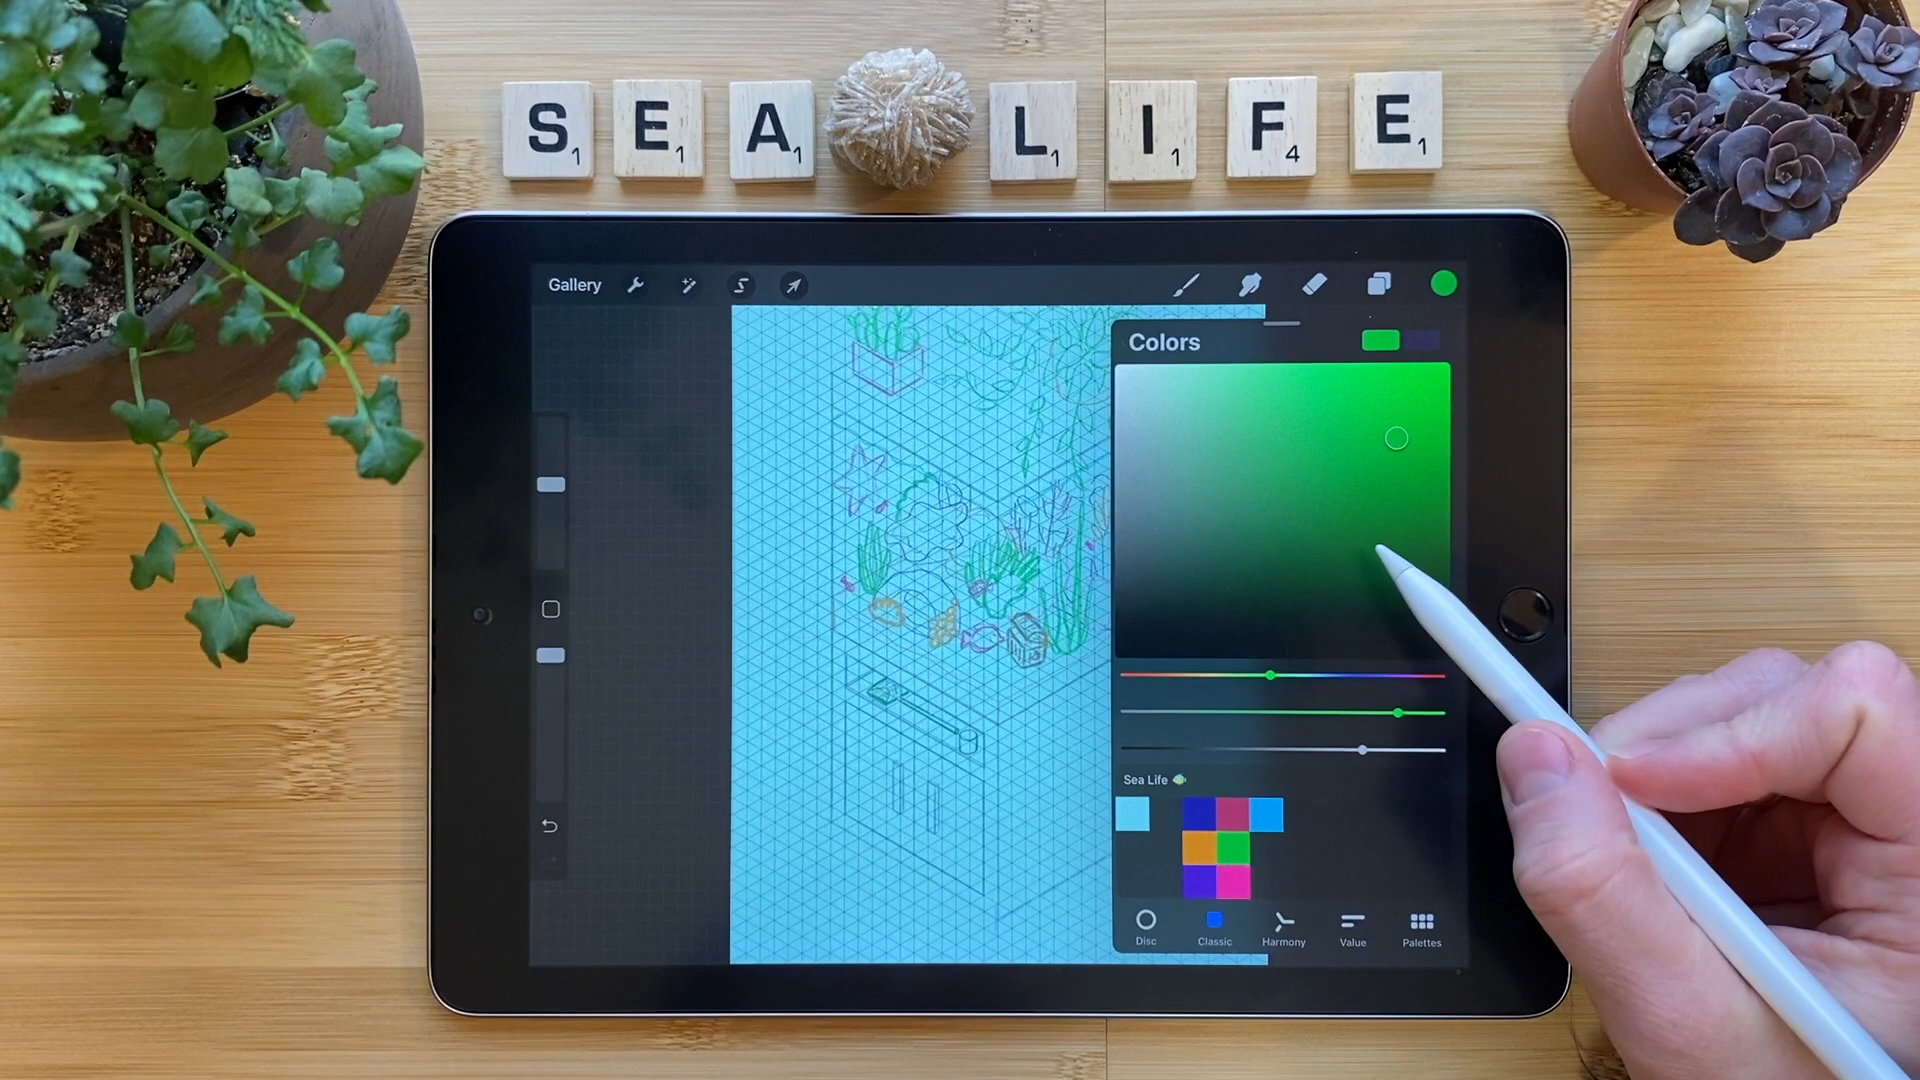 S1 E1 A1 L1 I1 F4 E1
Gallery
Colors
Sea Life 🐠
Disc Classic Harmony Value Palettes